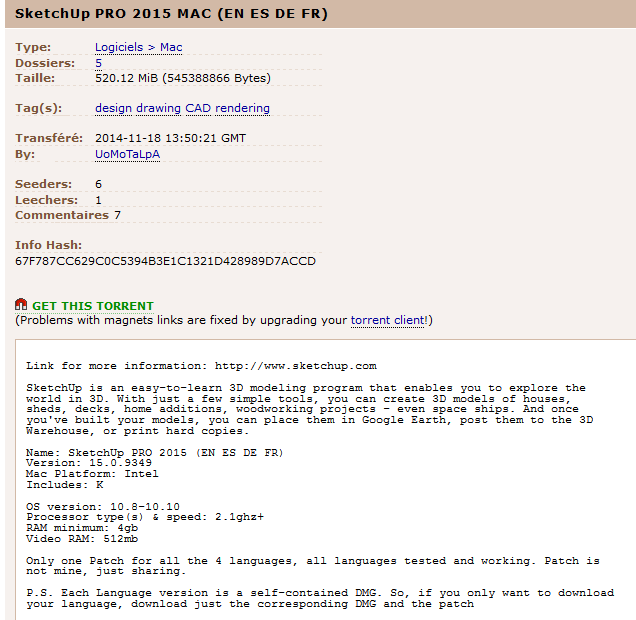 SketchUp PRO 2015 MAC (EN ES DE FR)
Type: Logiciels > Mac
Dossiers: 5
Taille: 520.12 MiB (545388866 Bytes)
Tag(s): design drawing CAD rendering
Transféré: 2014-11-18 13:50:21 GMT
By: UoMoTaLpA
Seeders: 6
Leechers: 1
Commentaires 7
Info Hash:
67F787CC629C0C5394B3E1C1321D428989D7ACCD
GET THIS TORRENT
(Problems with magnets links are fixed by upgrading your torrent client!)
Link for more information: http://www.sketchup.com
SketchUp is an easy-to-learn 3D modeling program that enables you to explore the
world in 3D. With just a few simple tools, you can create 3D models of houses,
sheds, decks, home additions, woodworking projects - even space ships. And once
you've built your models, you can place them in Google Earth, post them to the 3D
Warehouse, or print hard copies.
Name: SketchUp PRO 2015 (EN ES DE FR)
Version: 15.0.9349
Mac Platform: Intel
Includes: K
OS version: 10.8-10.10
Processor type(s) & speed: 2.1ghz+
RAM minimum: 4gb
Video RAM: 512mb
Only one Patch for all the 4 languages, all languages tested and working. Patch is
not mine, just sharing.
P.S. Each Language version is a self-contained DMG. So, if you only want to download
your language, download just the corresponding DMG and the patch